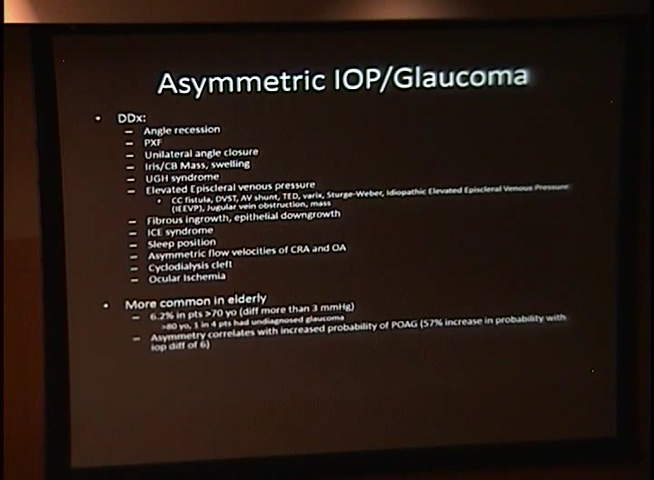 Asymmetric IOP/Glaucoma
• DDx:
– Angle recession
– PXF
– Unilateral angle closure
– Iris/CB Mass, swelling
– UGH syndrome
– Elevated Episcleral venous pressure
• CC fistula, DVST, AV shunt, TED, varix, Sturge-Weber, Idiopathic Elevated Episcleral Venous Pressure
(IEEVP), Jugular vein obstruction, mass
– Fibrous ingrowth, epithelial downgrowth
– ICE syndrome
– Sleep position
– Asymmetric flow velocities of CRA and OA
– Cyclodialysis cleft
– Ocular Ischemia
• More common in elderly
– 6.2% in pts >70 yo (diff more than 3 mmHg)
>80 yo, 1 in 4 pts had undiagnosed glaucoma
– Asymmetry correlates with increased probability of POAG (57% increase in probability with
iop diff of 6)